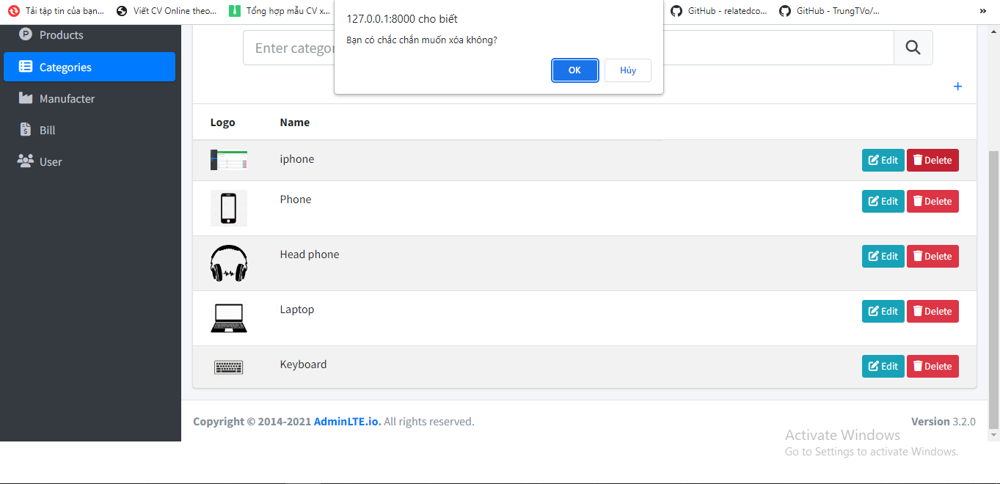 Tải tập tin của bạn...
Viết CV Online theo...
Tổng hợp mẫu CV x...
GitHub - relatedco...
GitHub - TrungTVo/...
»
127.0.0.1:8000 cho biết
Bạn có chắc chắn muốn xóa không?
OK
Hủy
Products
Categories
Manufacter
Bill
User
Enter categor
+
Logo Name
iphone Edit Delete
Phone Edit Delete
Head phone Edit Delete
Laptop Edit Delete
Keyboard Edit Delete
Copyright © 2014-2021 AdminLTE.io. All rights reserved.
Version 3.2.0
Activate Windows
Go to Settings to activate Windows.